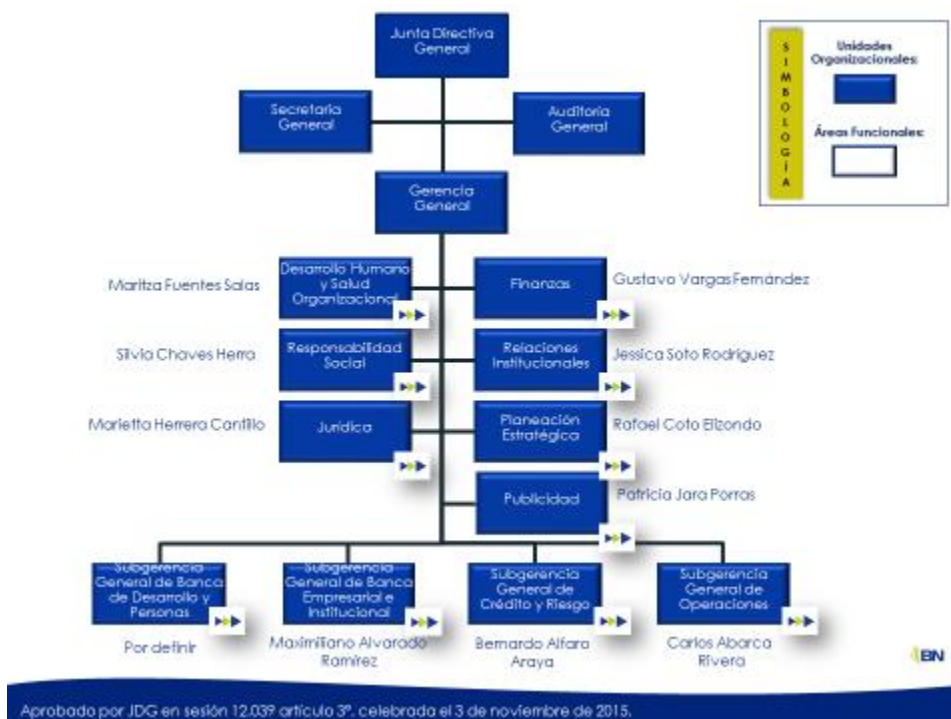 Junta Directiva
General
SIMBOLOGÍA
Unidades
Organizacionales:
Áreas Funcionales:
Secretaría
General
Auditoría
General
Gerencia
General
Maritza Fuentes Salas
Desarrollo Humano
y Salud
Organizacional
Finanzas
Gustavo Vargas Fernández
Silvia Chaves Herra
Responsabilidad
Social
Relaciones
Institucionales
Jessica Soto Rodríguez
Marietta Herrera Cantillo
Jurídica
Planeación
Estratégica
Rafael Coto Elizondo
Publicidad
Patricia Jara Porras
Subgerencia
General de Banca
de Desarrollo y
Personas
Por definir
Subgerencia
General de Banca
Empresarial e
Institucional
Maximiliano Alvarado
Ramírez
Subgerencia
General de
Crédito y Riesgo
Bernardo Alfaro
Araya
Subgerencia
General de
Operaciones
Carlos Abarca
Rivera
BN
Aprobado por JDG en sesión 12.039 artículo 3°, celebrada el 3 de noviembre de 2015.